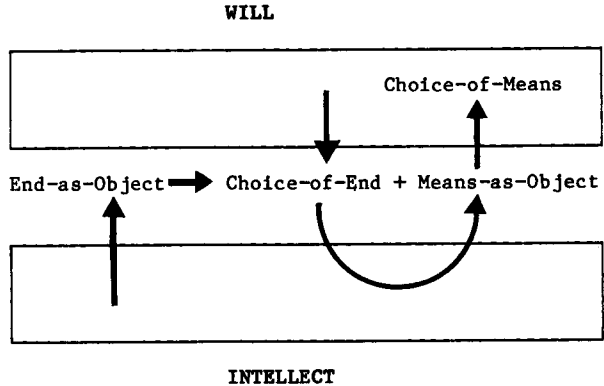 WILL
Choice-of-Means
End-as-Object Choice-of-End + Means-as-Object
INTELLECT